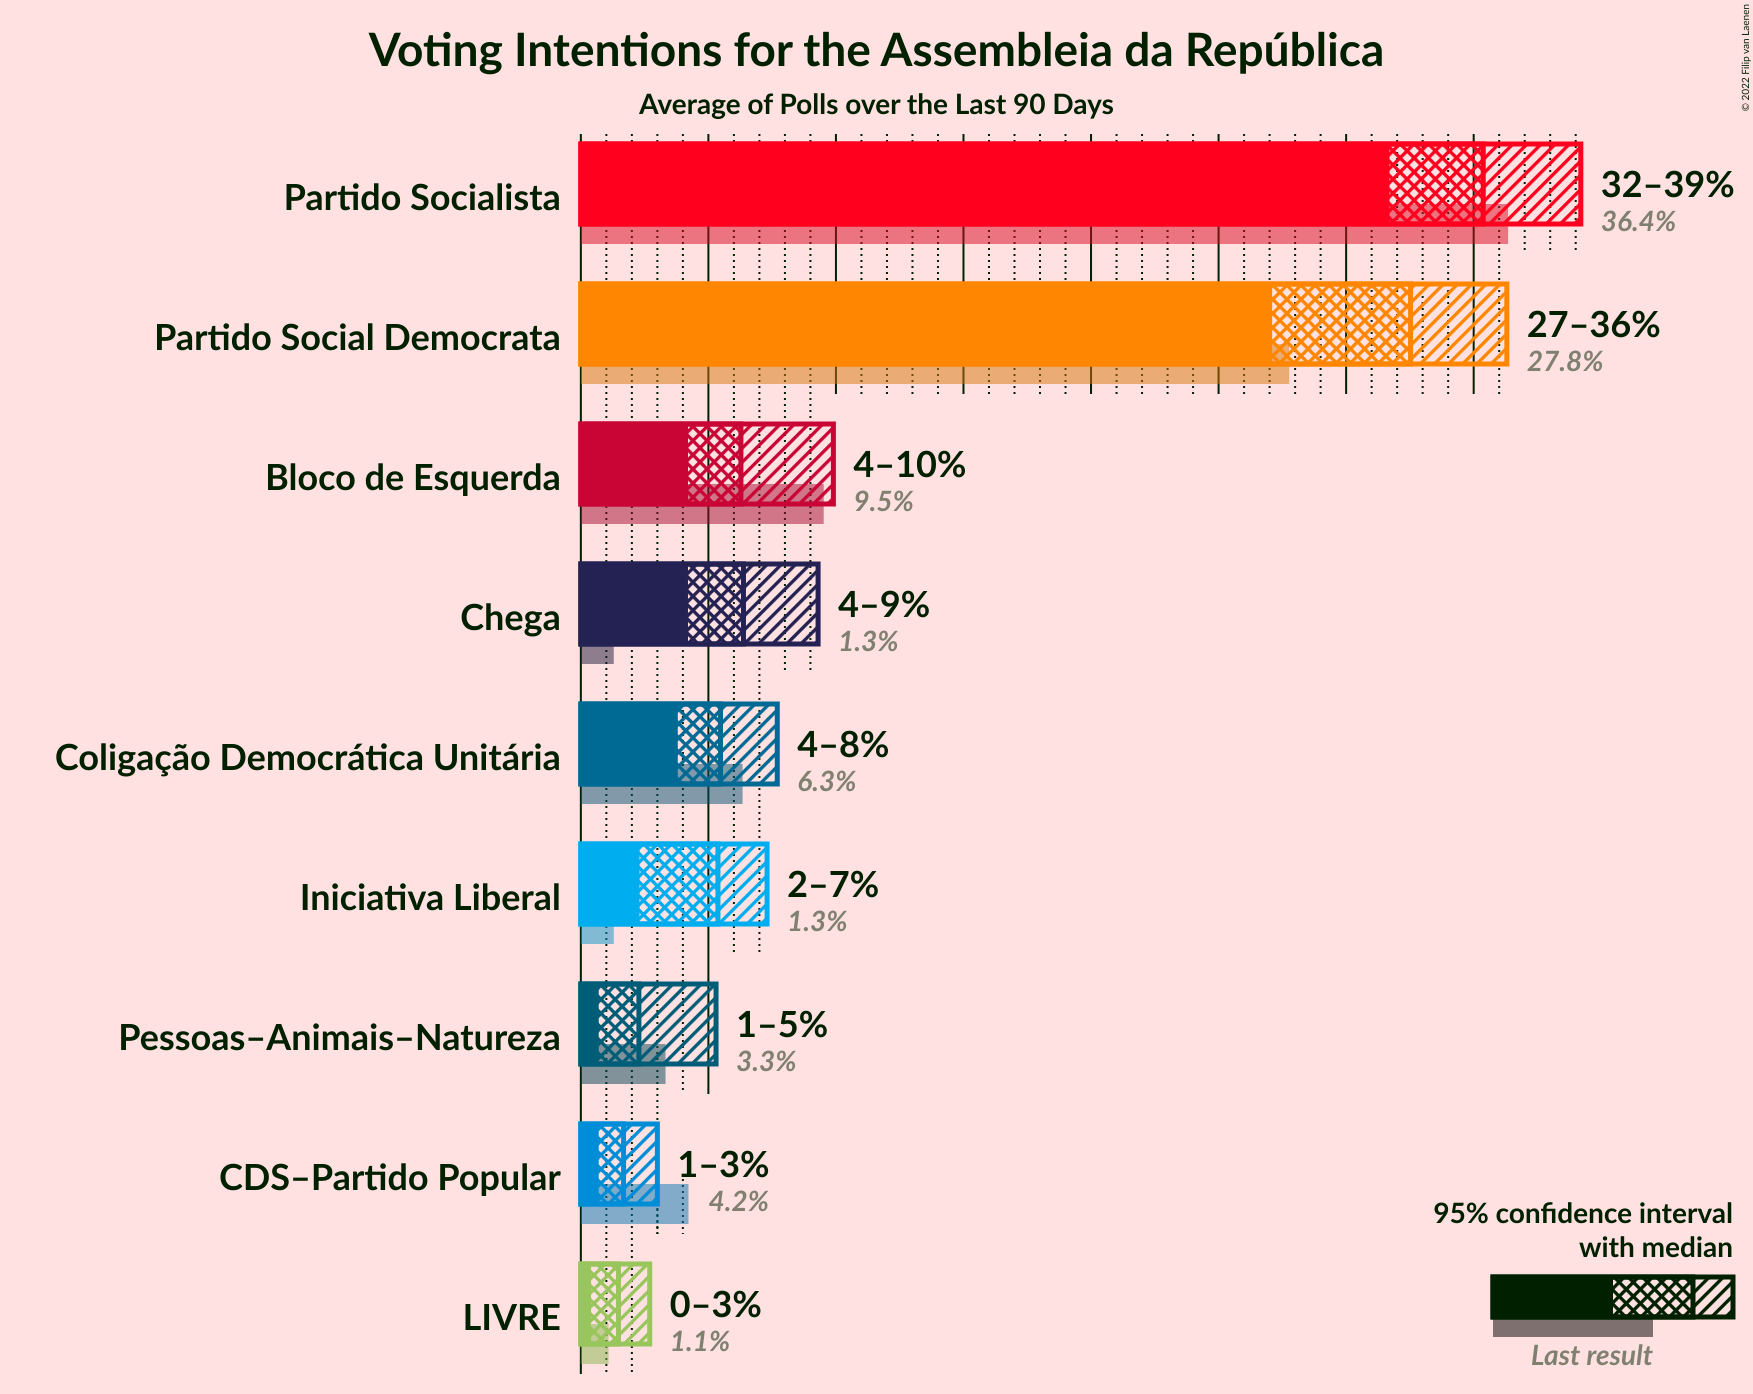 Voting Intentions for the Assembleia da República
Average of Polls over the Last 90 Days
© 2022 Filip van Laenen
Partido Socialista
32–39%
36.4%
Partido Social Democrata
27–36%
27.8%
Bloco de Esquerda
4–10%
9.5%
Chega
4–9%
1.3%
Coligação Democrática Unitária
4–8%
6.3%
Iniciativa Liberal
2–7%
1.3%
Pessoas–Animais–Natureza
1–5%
3.3%
CDS–Partido Popular
1–3%
4.2%
LIVRE
0–3%
1.1%
95% confidence interval
with median
Last result